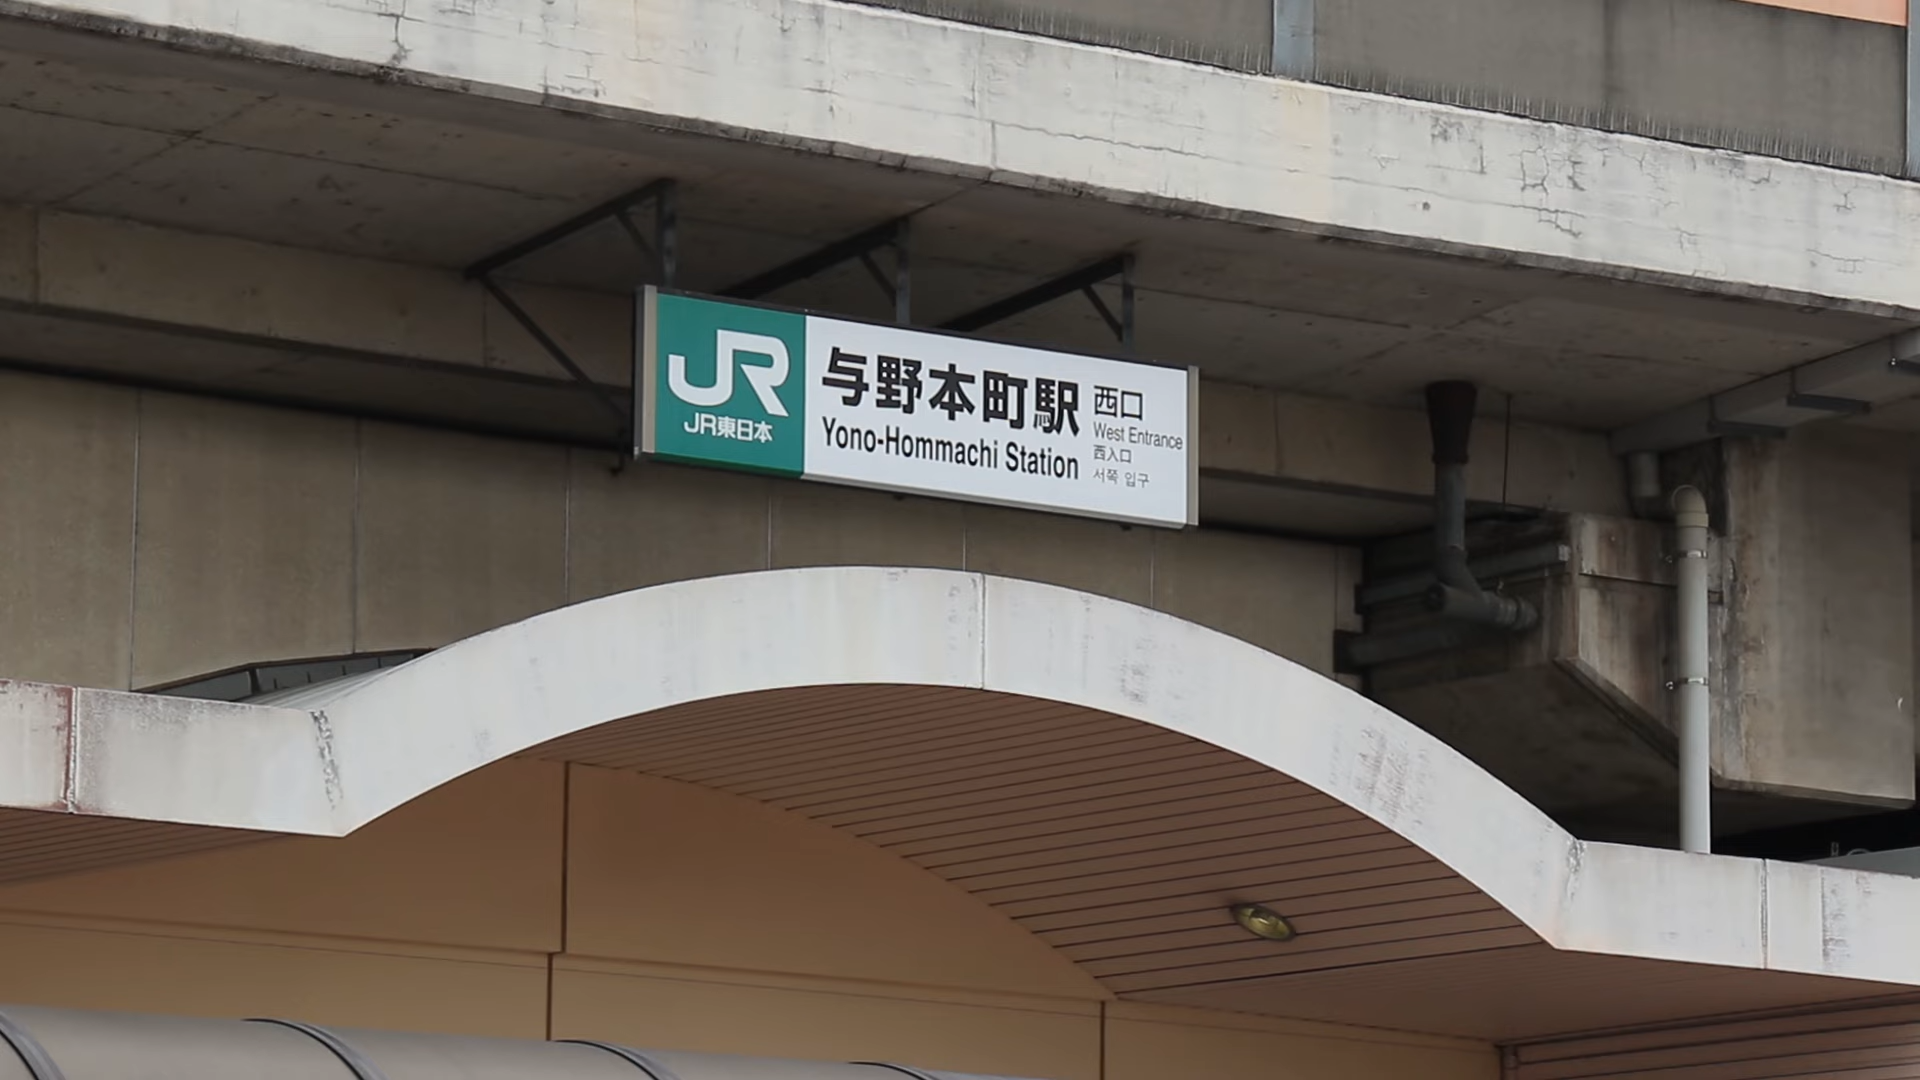 JR
JR東日本
与野本町駅
Yono-Hommachi Station
西口
West Entrance
西入口
서쪽 입구